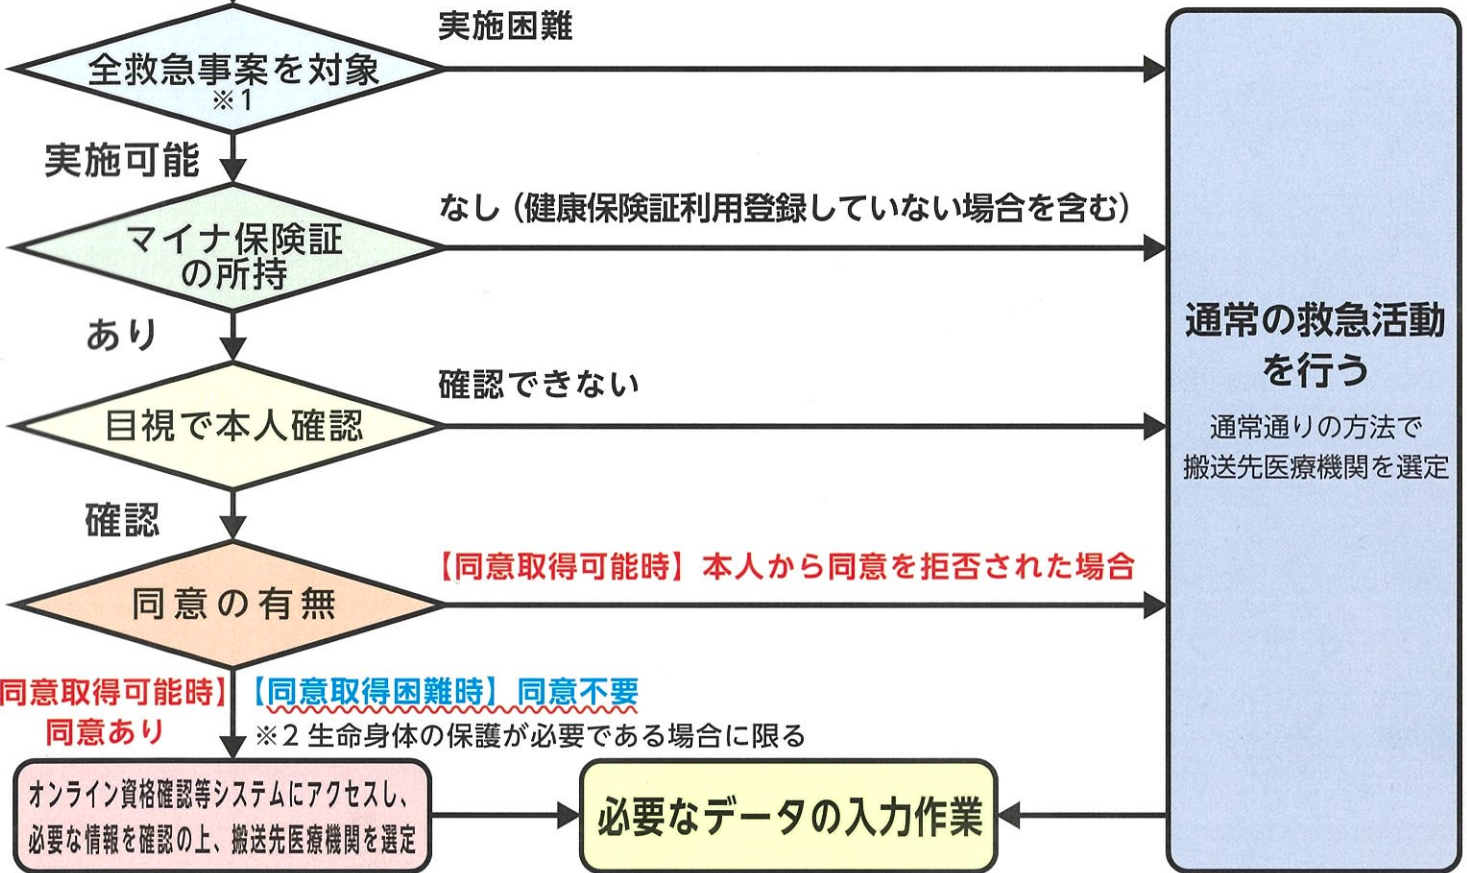 実施困難
全救急事案を対象
※1
実施可能
なし（健康保険証利用登録していない場合を含む）
マイナ保険証
の所持
あり
通常の救急活動
を行う
確認できない
通常通りの方法で
搬送先医療機関を選定
目視で本人確認
確認
【同意取得可能時】本人から同意を拒否された場合
同意の有無
同意取得可能時】
同意あり
【同意取得困難時】同意不要
※2 生命身体の保護が必要である場合に限る
オンライン資格確認等システムにアクセスし、
必要な情報を確認の上、搬送先医療機関を選定
必要なデータの入力作業